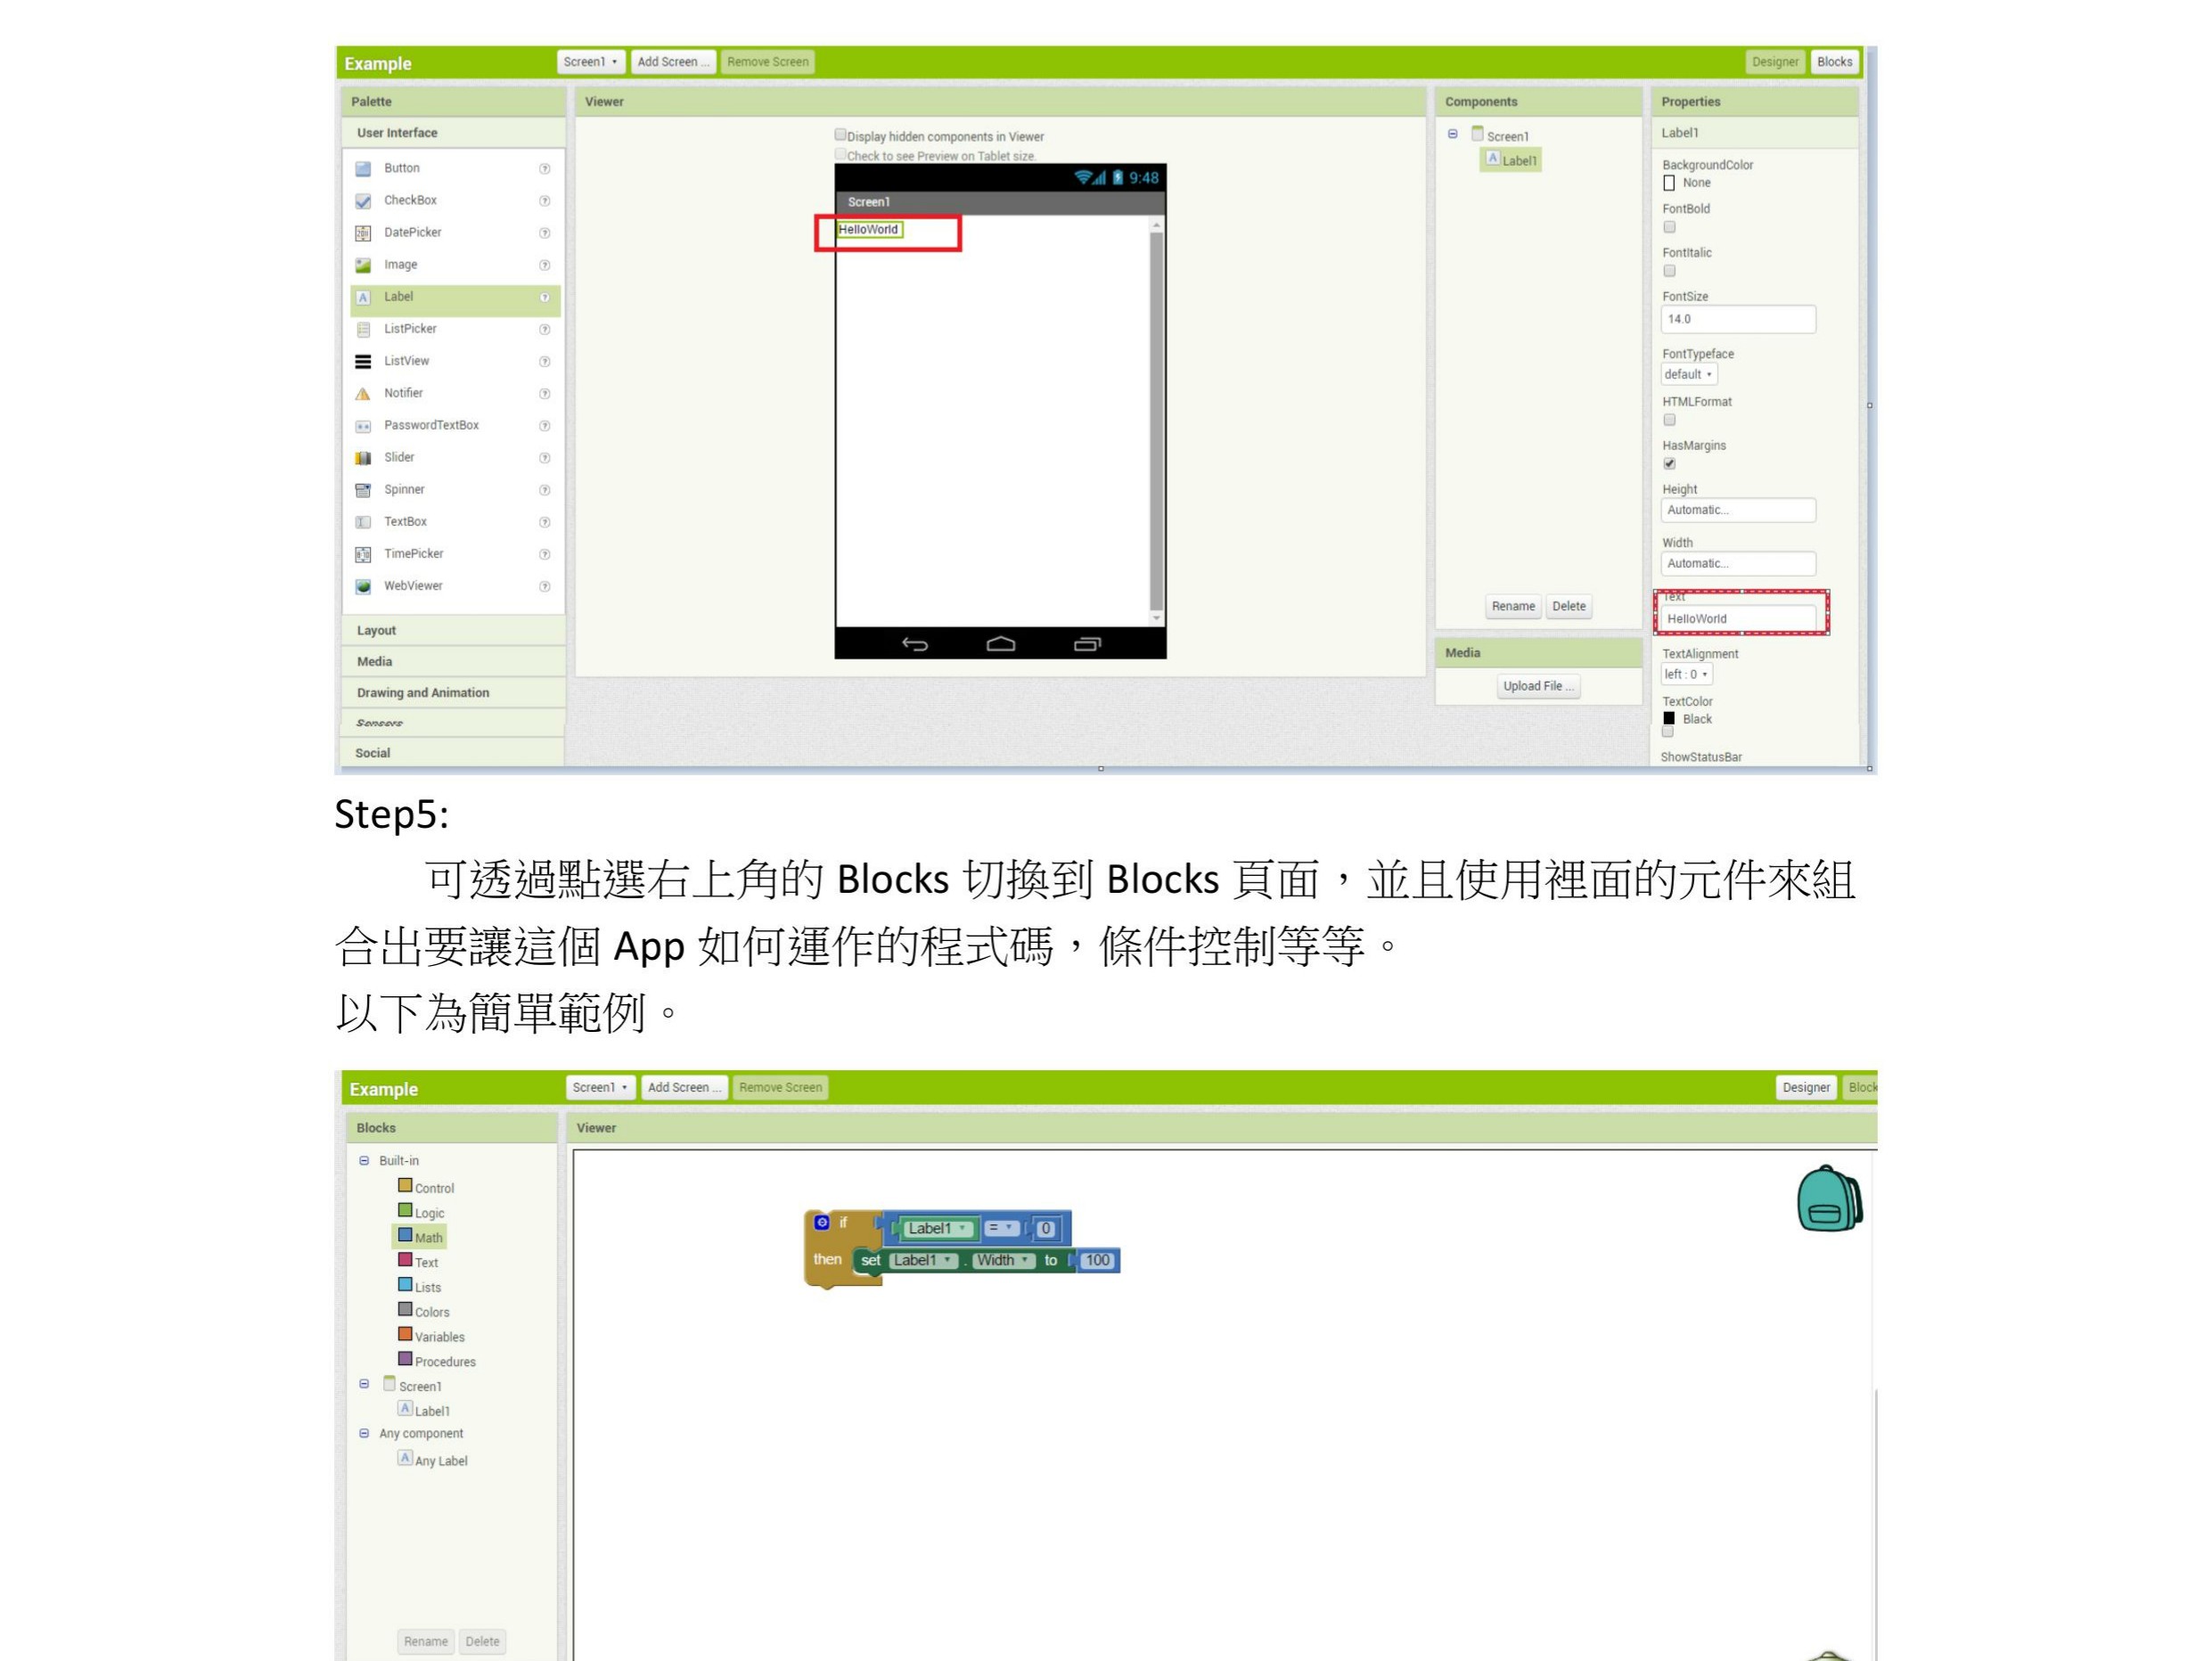 Example Screen1 Add Screen ... Remove Screen Designer Blocks
Palette
User Interface
Button
CheckBox
DatePicker
Image
Label
ListPicker
ListView
Notifier
PasswordTextBox
Slider
Spinner
TextBox
TimePicker
WebViewer
Layout
Media
Drawing and Animation
Sensors
Social
Viewer
Display hidden components in Viewer
Check to see Preview on Tablet size.
9:48
Screen1
HelloWorld
Components
Screen1
Label1
Rename Delete
Media
Upload File ...
Properties
Label1
BackgroundColor
None
FontBold
FontItalic
FontSize
14.0
FontTypeface
default
HTMLFormat
HasMargins
Height
Automatic...
Width
Automatic...
Text
HelloWorld
TextAlignment
left : 0
TextColor
Black
ShowStatusBar
Step5:
可透過點選右上角的 Blocks 切換到 Blocks 頁面，並且使用裡面的元件來組
合出要讓這個 App 如何運作的程式碼，條件控制等等。
以下為簡單範例。
Example Screen1 Add Screen ... Remove Screen Designer Block
Blocks
Built-in
Control
Logic
Math
Text
Lists
Colors
Variables
Procedures
Screen1
Label1
Any component
Any Label
Rename Delete
Viewer
if Label1 = 0
then set Label1 . Width to 100